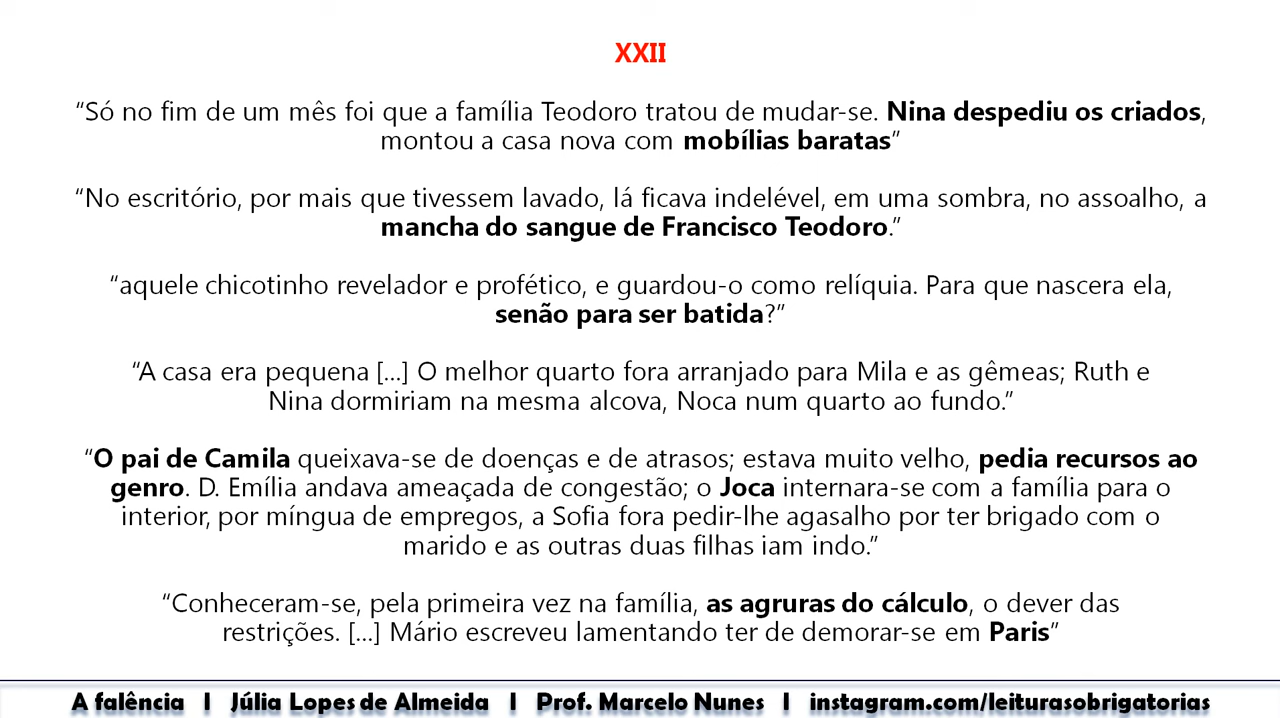 XXII
“Só no fim de um mês foi que a família Teodoro tratou de mudar-se. Nina despediu os criados,
montou a casa nova com mobílias baratas”
“No escritório, por mais que tivessem lavado, lá ficava indelével, em uma sombra, no assoalho, a
mancha do sangue de Francisco Teodoro.”
“aquele chicotinho revelador e profético, e guardou-o como relíquia. Para que nascera ela,
senão para ser batida?”
“A casa era pequena [...] O melhor quarto fora arranjado para Mila e as gêmeas; Ruth e
Nina dormiriam na mesma alcova, Noca num quarto ao fundo.”
“O pai de Camila queixava-se de doenças e de atrasos; estava muito velho, pedia recursos ao
genro. D. Emília andava ameaçada de congestão; o Joca internara-se com a família para o
interior, por míngua de empregos, a Sofia fora pedir-lhe agasalho por ter brigado com o
marido e as outras duas filhas iam indo.”
“Conheceram-se, pela primeira vez na família, as agruras do cálculo, o dever das
restrições. [...] Mário escreveu lamentando ter de demorar-se em Paris”
A falência I Júlia Lopes de Almeida I Prof. Marcelo Nunes I instagram.com/leiturasobrigatorias